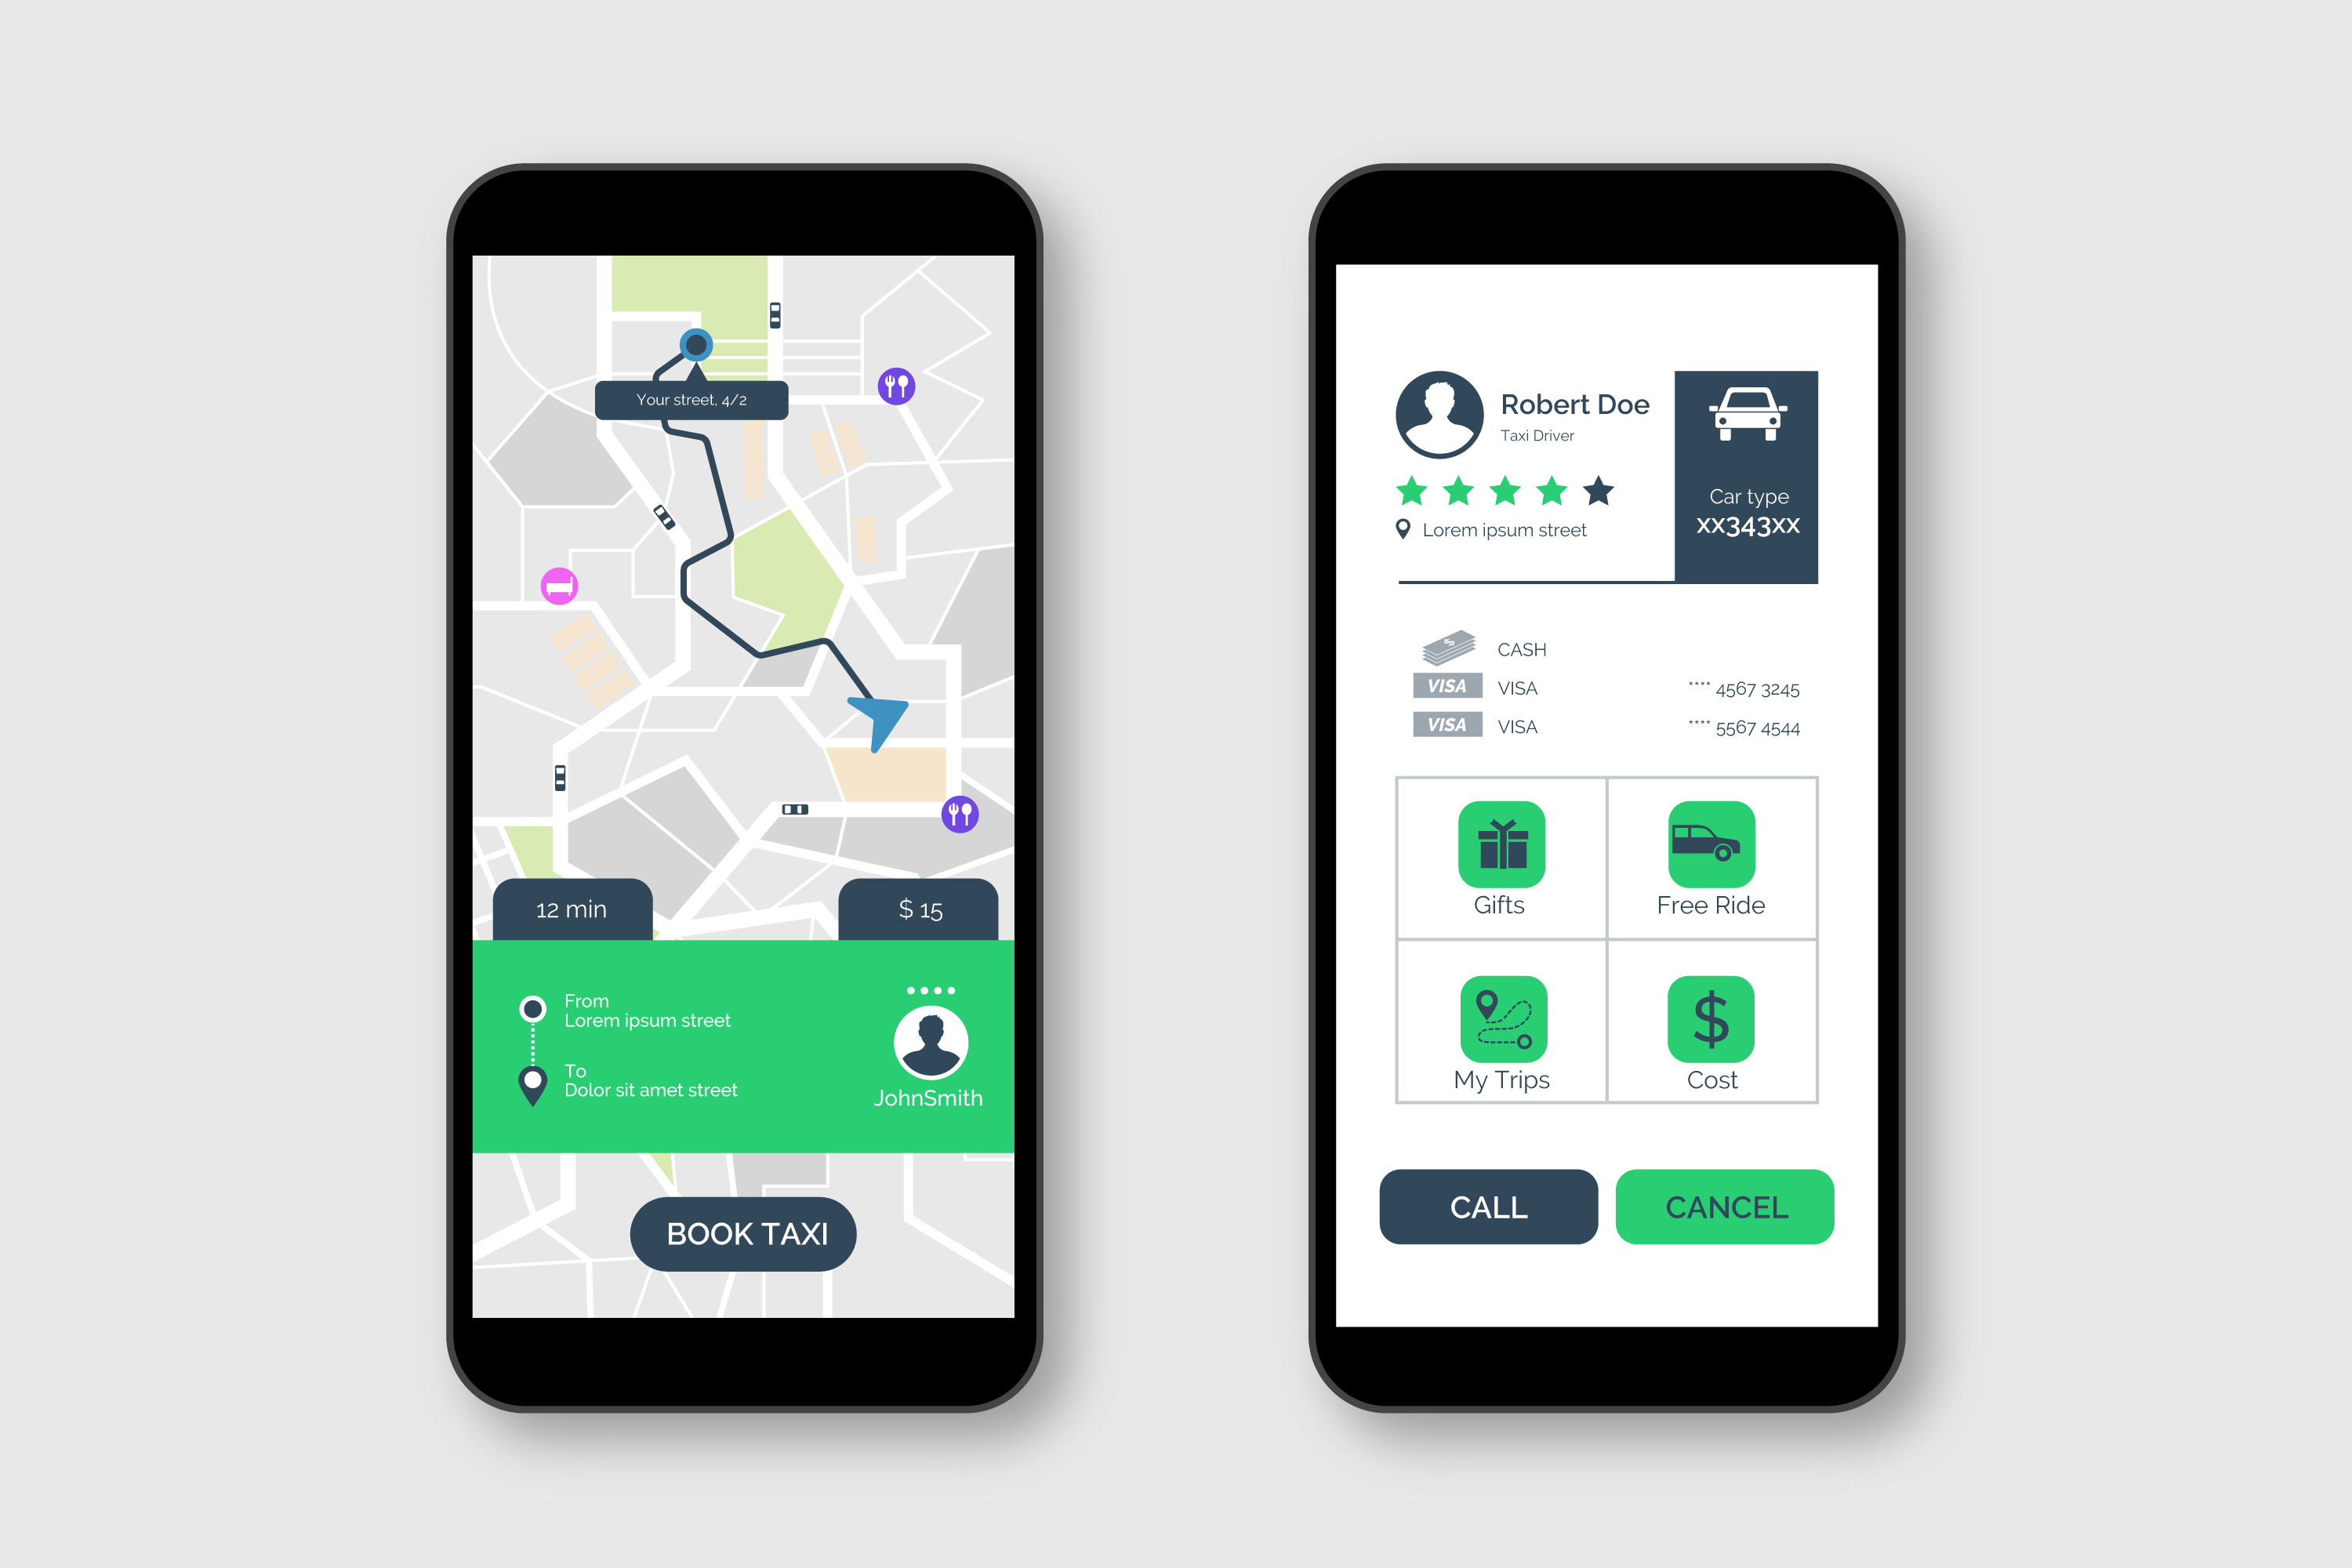 Your street, 4/2
12 min
$ 15
From
Lorem ipsum street
To
Dolor sit amet street
JohnSmith
BOOK TAXI
Robert Doe
Taxi Driver
Lorem ipsum street
Car type
xx343xx
$
CASH
VISA VISA **** 4567 3245
VISA VISA **** 5567 4544
Gifts
Free Ride
$
My Trips
Cost
CALL
CANCEL